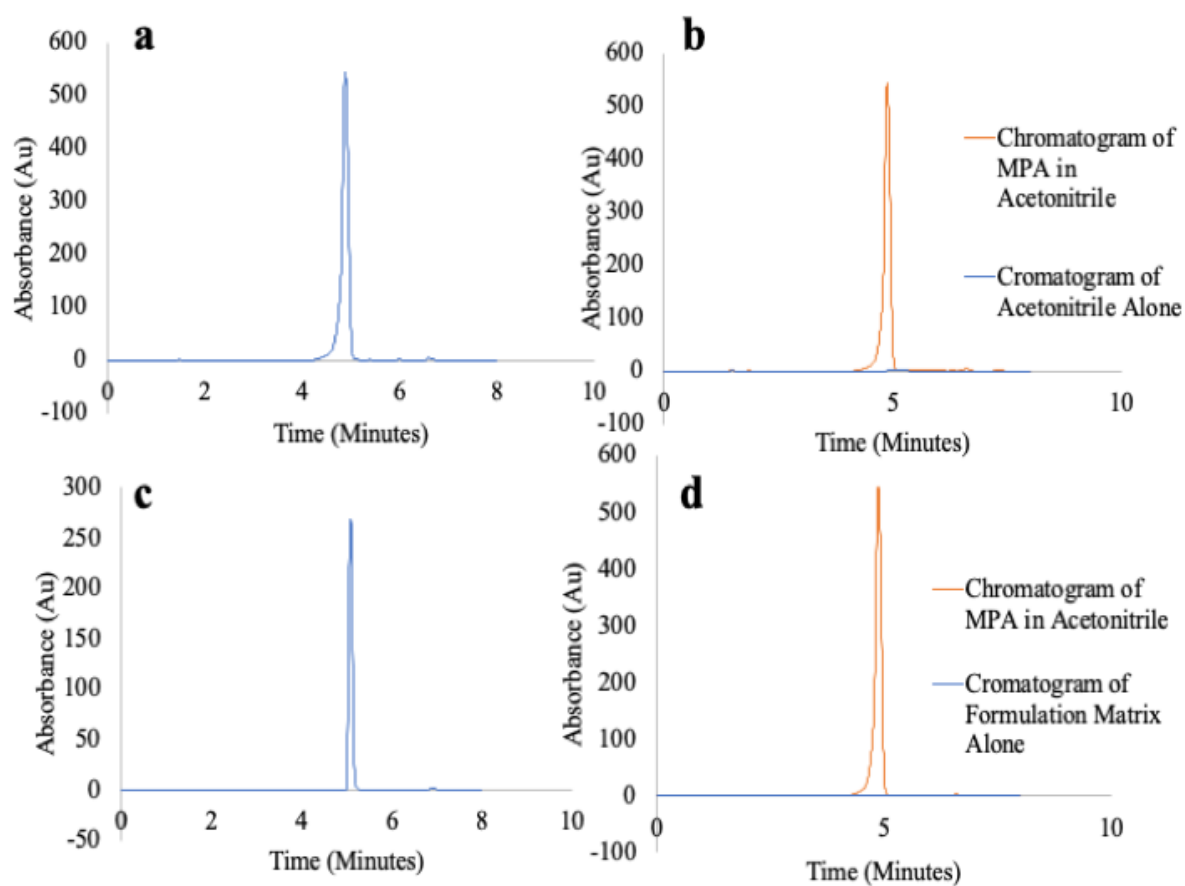 a
600
500
400
300
200
100
0
-100
0 2 4 6 8 10
Absorbance (Au)
Time (Minutes)
b
600
500
400
300
200
100
0
-100
0 5 10
Absorbance (Au)
Time (Minutes)
Chromatogram of
MPA in
Acetonitrile
Cromatogram of
Acetonitrile Alone
c
300
250
200
150
100
50
0
-50
0 2 4 6 8 10
Absorbance (Au)
Time (Minutes)
d
600
500
400
300
200
100
0
-100
0 5 10
Absorbance (Au)
Time (Minutes)
Chromatogram of
MPA in Acetonitrile
Cromatogram of
Formulation Matrix
Alone